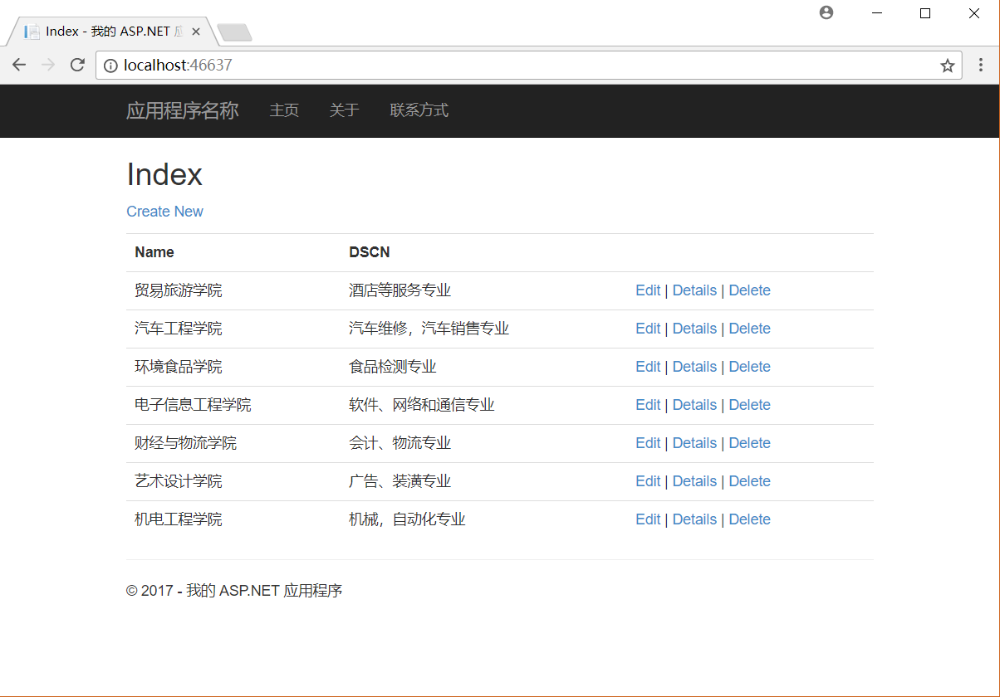 Index - 我的 ASP.NET
localhost:46637
应用程序名称 主页 关于 联系方式
Index
Create New
Name DSCN
贸易旅游学院 酒店等服务专业 Edit | Details | Delete
汽车工程学院 汽车维修，汽车销售专业 Edit | Details | Delete
环境食品学院 食品检测专业 Edit | Details | Delete
电子信息工程学院 软件、网络和通信专业 Edit | Details | Delete
财经与物流学院 会计、物流专业 Edit | Details | Delete
艺术设计学院 广告、装潢专业 Edit | Details | Delete
机电工程学院 机械，自动化专业 Edit | Details | Delete
© 2017 - 我的 ASP.NET 应用程序